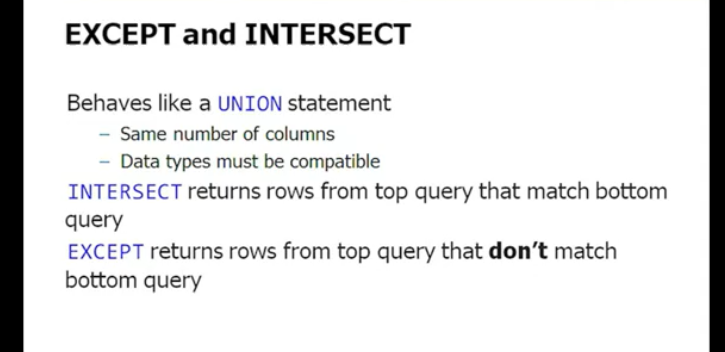 EXCEPT and INTERSECT
Behaves like a UNION statement
– Same number of columns
– Data types must be compatible
INTERSECT returns rows from top query that match bottom
query
EXCEPT returns rows from top query that don't match
bottom query